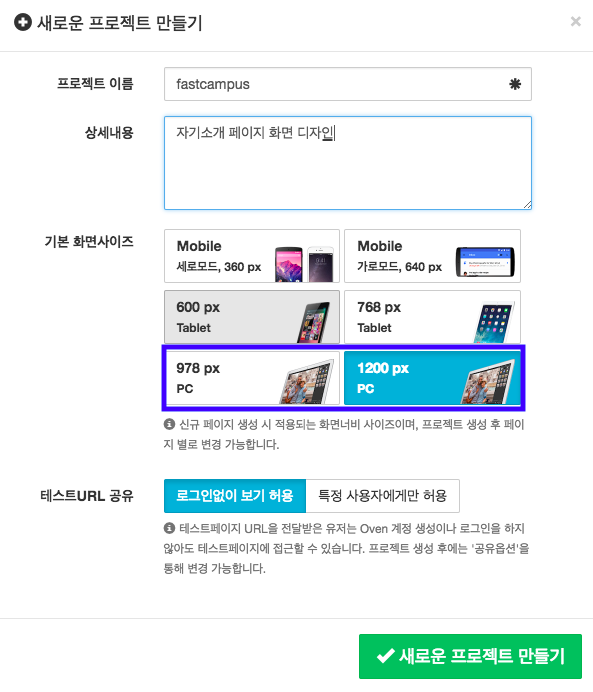 새로운 프로젝트 만들기
×
프로젝트 이름
fastcampus
✱
상세내용
자기소개 페이지 화면 디자인
기본 화면사이즈
Mobile
세로모드, 360 px
Mobile
가로모드, 640 px
600 px
Tablet
768 px
Tablet
978 px
PC
1200 px
PC
신규 페이지 생성 시 적용되는 화면너비 사이즈이며, 프로젝트 생성 후 페이
지 별로 변경 가능합니다.
테스트URL 공유
로그인없이 보기 허용
특정 사용자에게만 허용
테스트페이지 URL을 전달받은 유저는 Oven 계정 생성이나 로그인을 하지
않아도 테스트페이지에 접근할 수 있습니다. 프로젝트 생성 후에는 '공유옵션'을
통해 변경 가능합니다.
새로운 프로젝트 만들기